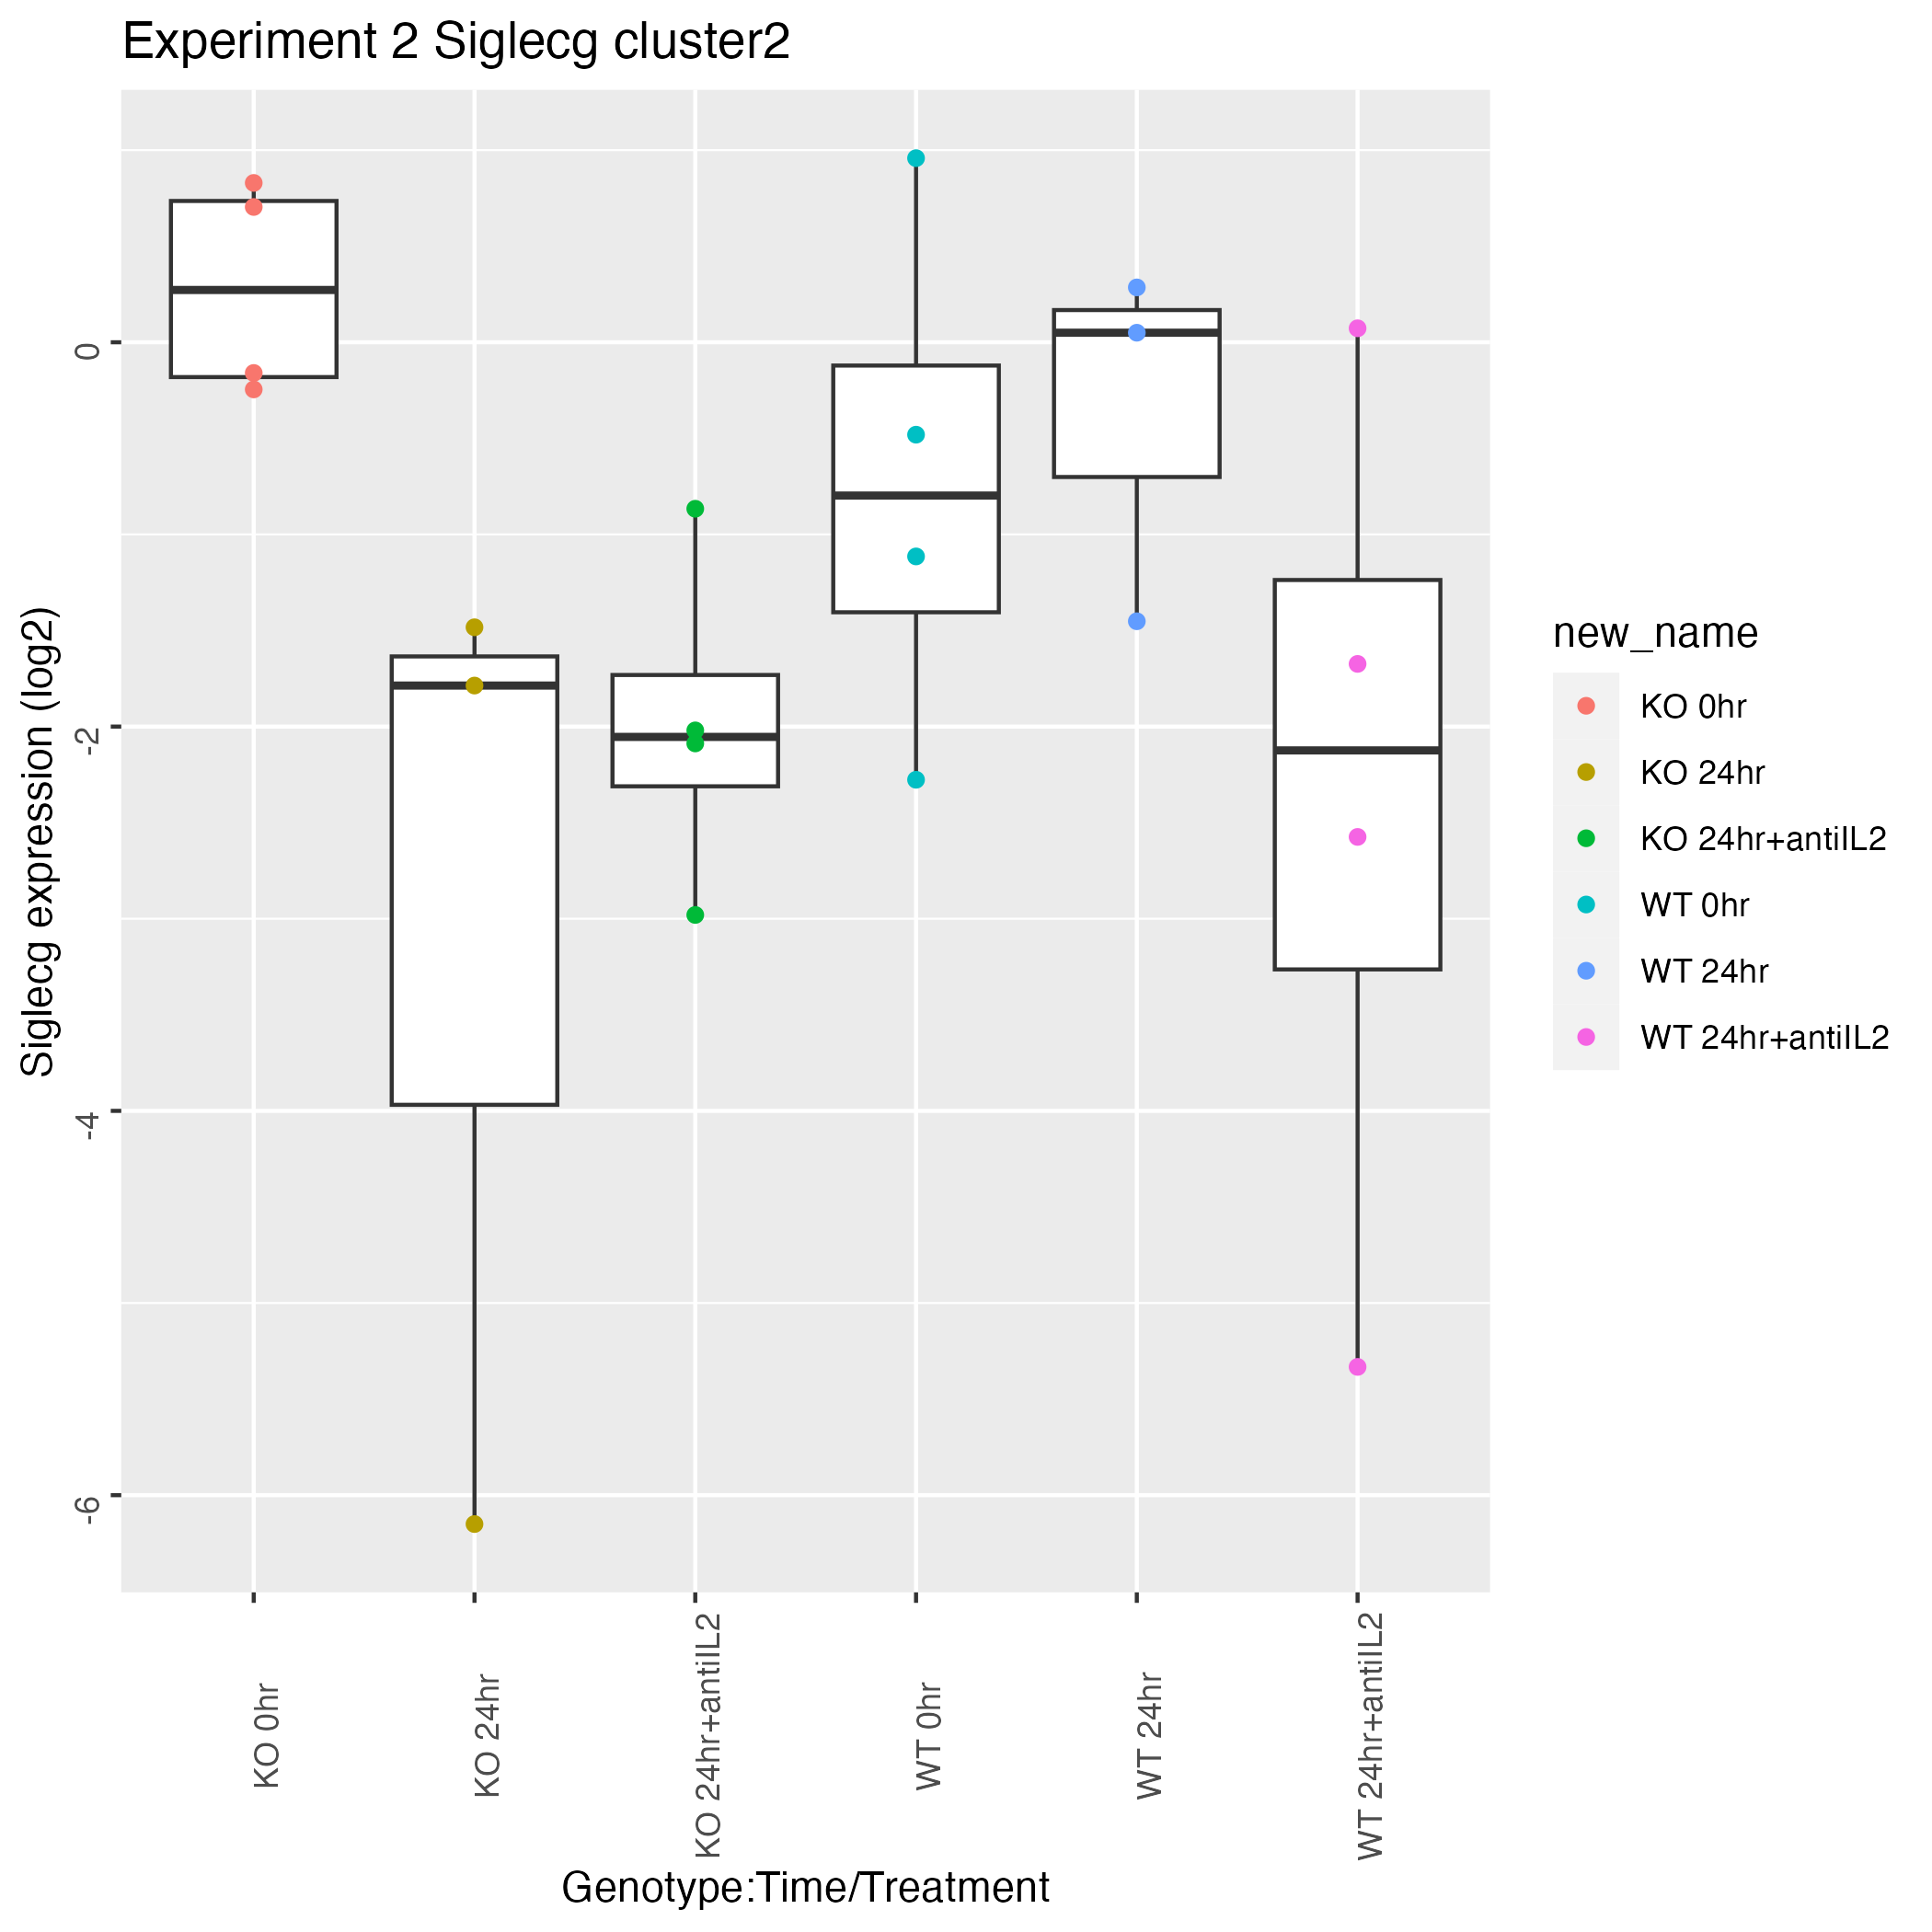 Experiment 2 Siglecg cluster2
Siglecg expression (log2)
0
-2
-4
-6
KO 0hr
KO 24hr
KO 24hr+antiIL2
WT 0hr
WT 24hr
WT 24hr+antiIL2
Genotype:Time/Treatment
new_name
KO 0hr
KO 24hr
KO 24hr+antiIL2
WT 0hr
WT 24hr
WT 24hr+antiIL2